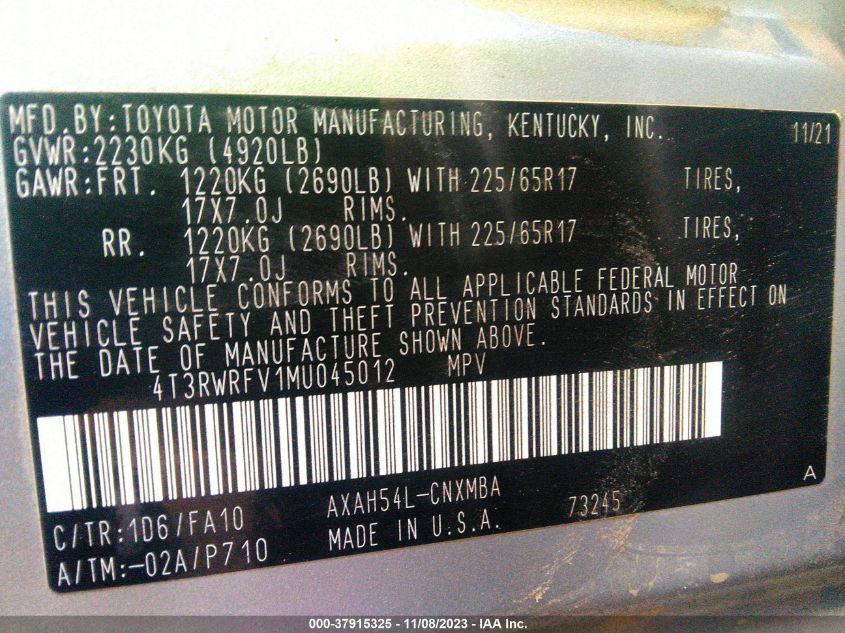 MFD.BY:TOYOTA MOTOR MANUFACTURING, KENTUCKY, INC. 11/21
GVWR:2230KG (4920LB)
GAWR:FRT. 1220KG (2690LB) WITH 225/65R17 TIRES,
17X7.0J RIMS.
RR. 1220KG (2690LB) WITH 225/65R17 TIRES,
17X7.0J RIMS.
THIS VEHICLE CONFORMS TO ALL APPLICABLE FEDERAL MOTOR
VEHICLE SAFETY AND THEFT PREVENTION STANDARDS IN EFFECT ON
THE DATE OF MANUFACTURE SHOWN ABOVE.
4T3RWRFV1MU045012 MPV
A
C/TR:1D6/FA10 AXAH54L-CNXMBA 73245
A/TM:-02A/P710 MADE IN U.S.A.
000-37915325 - 11/08/2023 - IAA Inc.